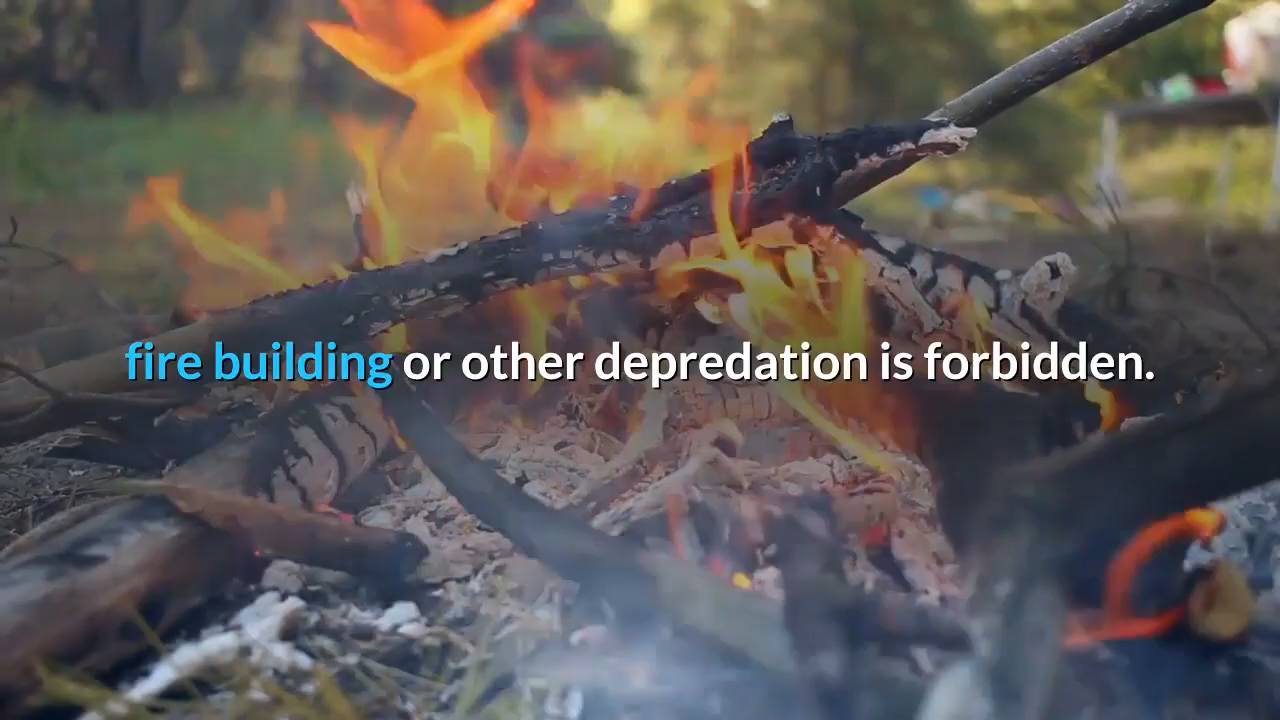 fire building or other depredation is forbidden.